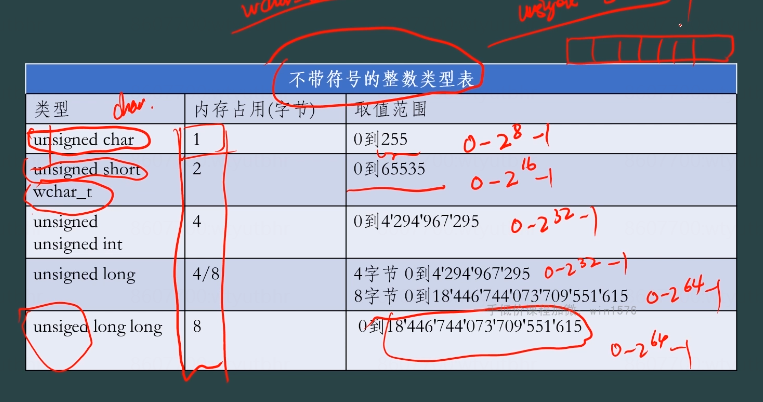 不带符号的整数类型表
类型 char. 内存占用(字节) 取值范围
unsigned char 1 0到255 0-2^8-1
unsigned short 2 0到65535 0-2^16-1
wchar_t
unsigned 4 0到4'294'967'295 0-2^32-1
unsigned int
unsigned long 4/8 4字节 0到4'294'967'295 0-2^32-1
8字节 0到18'446'744'073'709'551'615 0-2^64-1
unsiged long long 8 0到18'446'744'073'709'551'615 0-2^64-1